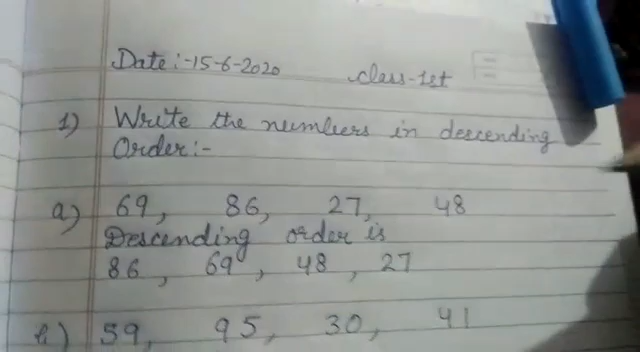 Date:-15-6-2020 class-1st
1) Write the numbers in descending
Order:-
a) 69, 86, 27, 48
Descending order is
86, 69, 48, 27
b) 59, 95, 30, 41